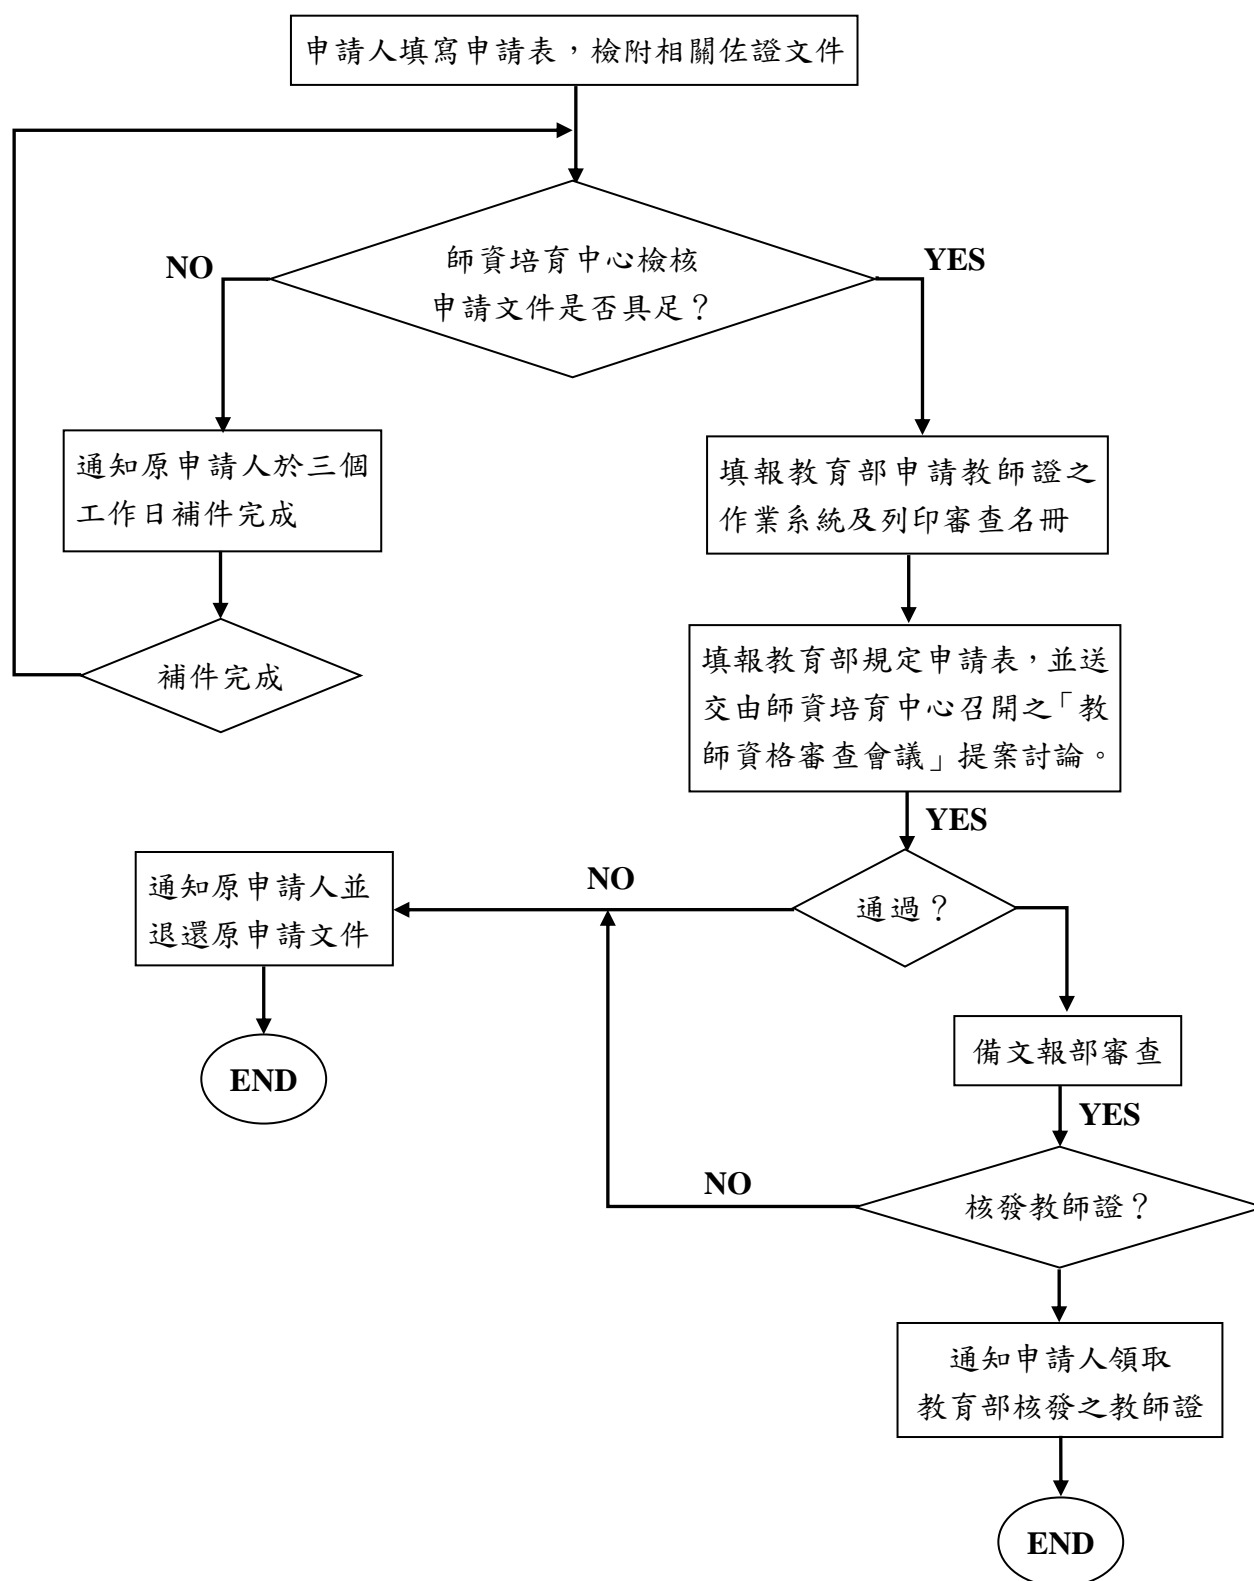 申請人填寫申請表，檢附相關佐證文件
師資培育中心檢核
申請文件是否具足？
NO
YES
通知原申請人於三個
工作日補件完成
填報教育部申請教師證之
作業系統及列印審查名冊
補件完成
填報教育部規定申請表，並送
交由師資培育中心召開之「教
師資格審查會議」提案討論。
YES
通過？
NO
通知原申請人並
退還原申請文件
END
備文報部審查
YES
核發教師證？
NO
通知申請人領取
教育部核發之教師證
END